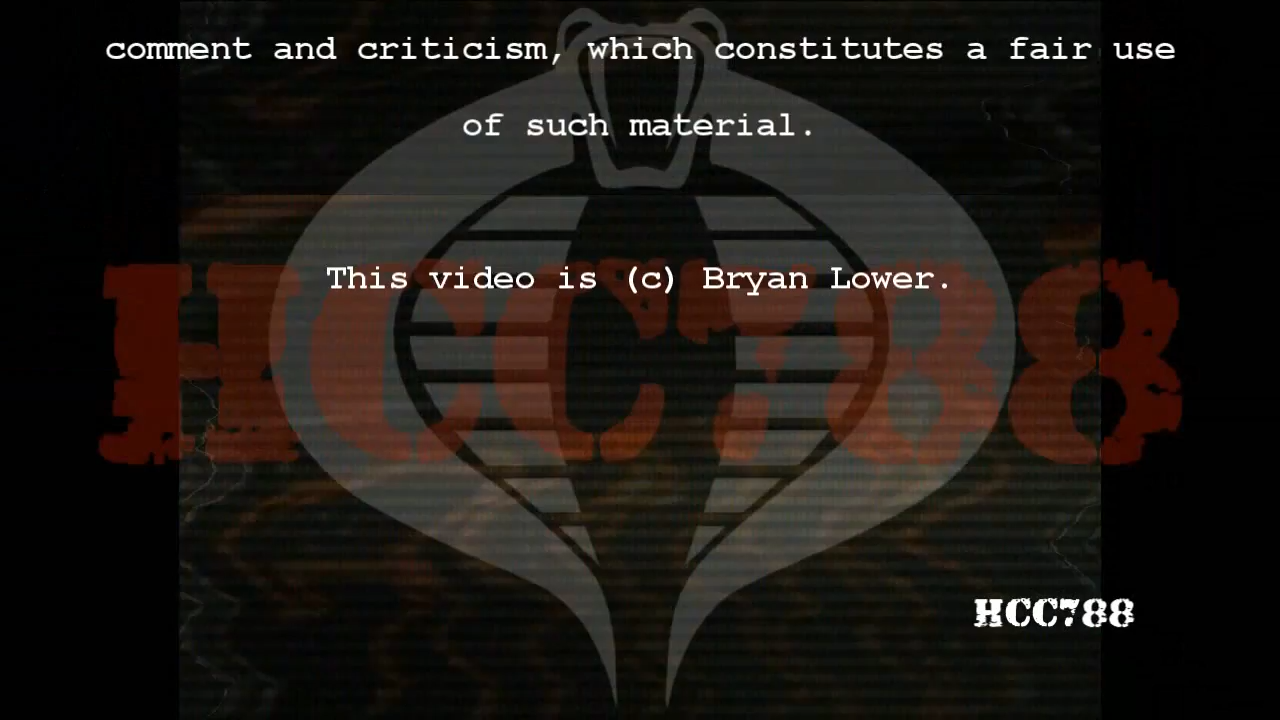 comment and criticism, which constitutes a fair use
of such material.
This video is (c) Bryan Lower.
HCC788
HCC788